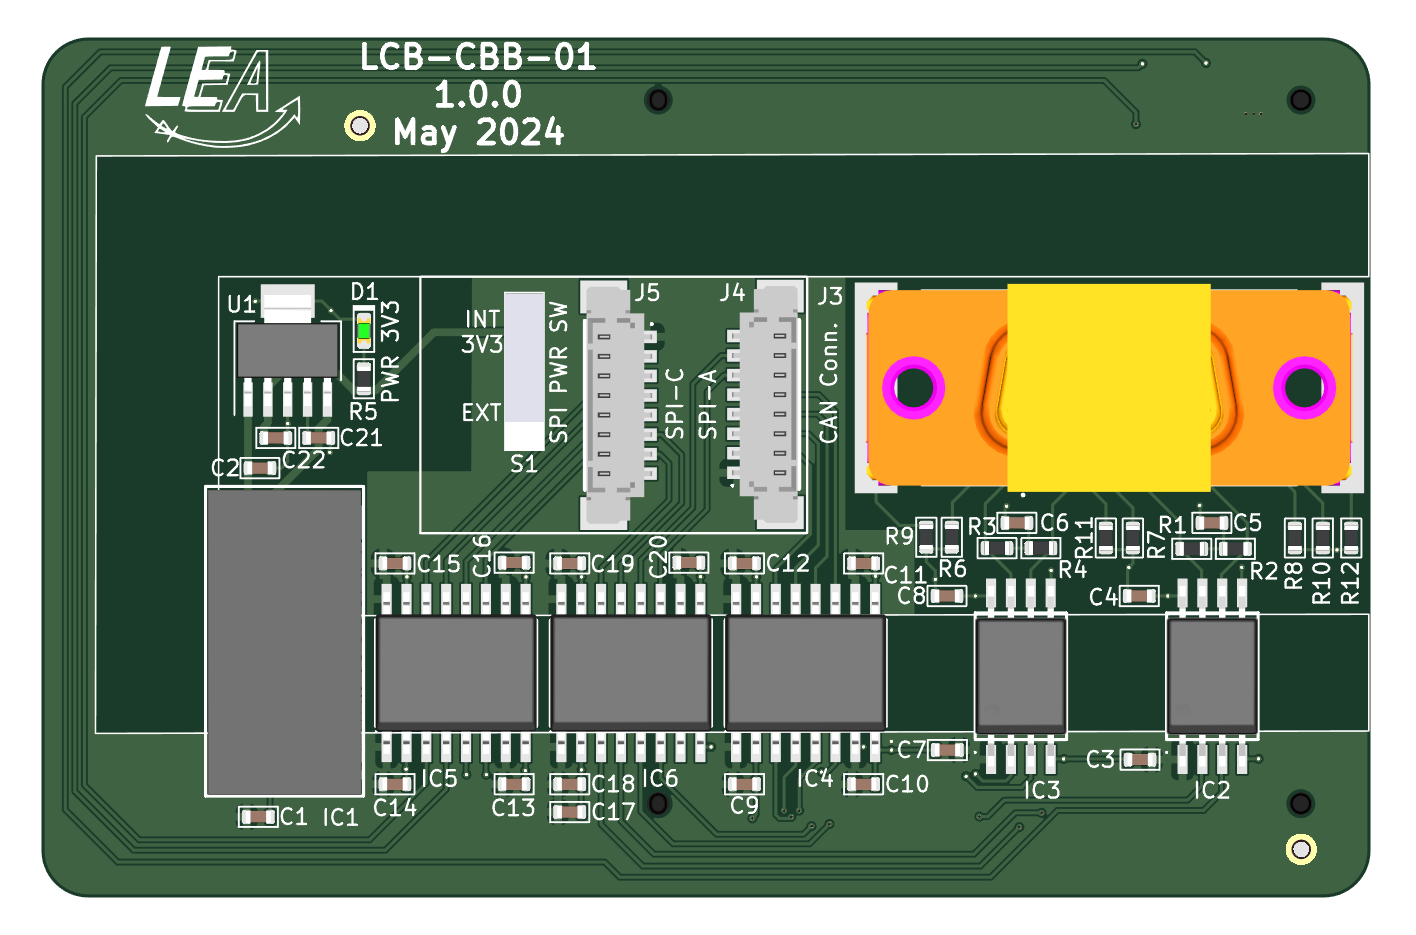 LEA
LCB-CBB-01
1.0.0
May 2024
U1
D1
PWR 3V3
R5
C21
C22
C2
INT
3V3
EXT
SPI PWR SW
S1
J5
SPI-C
J4
SPI-A
J3
CAN Conn.
C15
C16
C19
C20
C12
C11
R9
R6
R3
C6
R4
R11
R7
R1
C5
R2
R8
R10
R12
C8
C4
C7
C3
IC5
IC6
IC4
IC3
IC2
C14
C13
C18
C17
C9
C10
C1
IC1